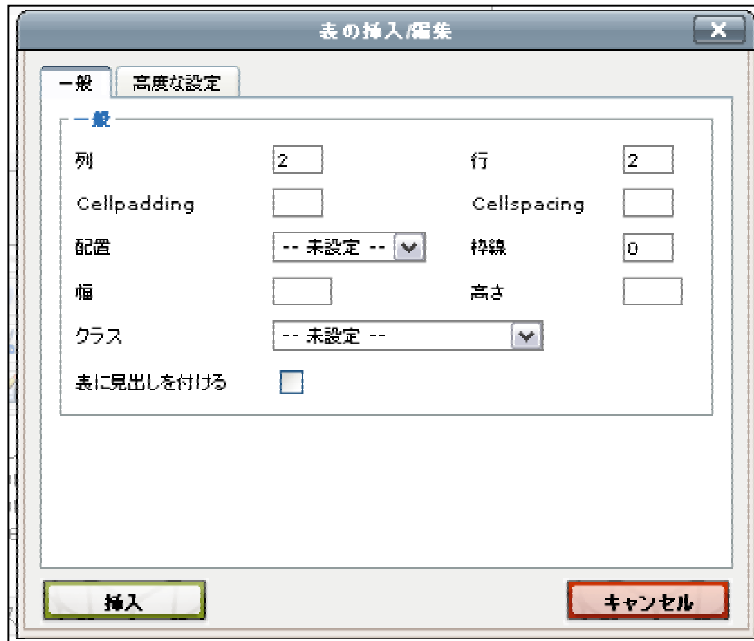 表の挿入/編集
一般 高度な設定
一般
列 2 行 2
Cellpadding Cellspacing
配置 -- 未設定 -- 枠線 0
幅 高さ
クラス -- 未設定 --
表に見出しを付ける
挿入 キャンセル